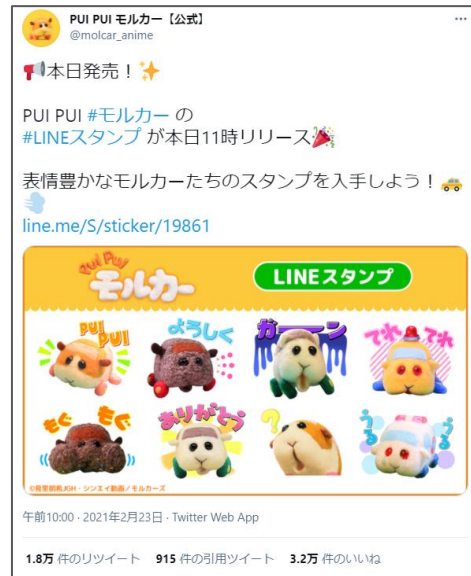 PUI PUI モルカー【公式】
@molcar_anime
本日発売!
PUI PUI #モルカー の
#LINEスタンプ が本日11時リリース
表情豊かなモルカーたちのスタンプを入手しよう!
line.me/S/sticker/19861
PUI PUI モルカー
LINEスタンプ
PUI PUI
よろしく
ガーーン
てれ てれ
もぐ もぐ
ありがとう
?
うる うる
©見里朝希JGH・シンエイ動画/モルカーズ
午前10:00 · 2021年2月23日 · Twitter Web App
1.8万 件のリツイート 915 件の引用ツイート 3.2万 件のいいね